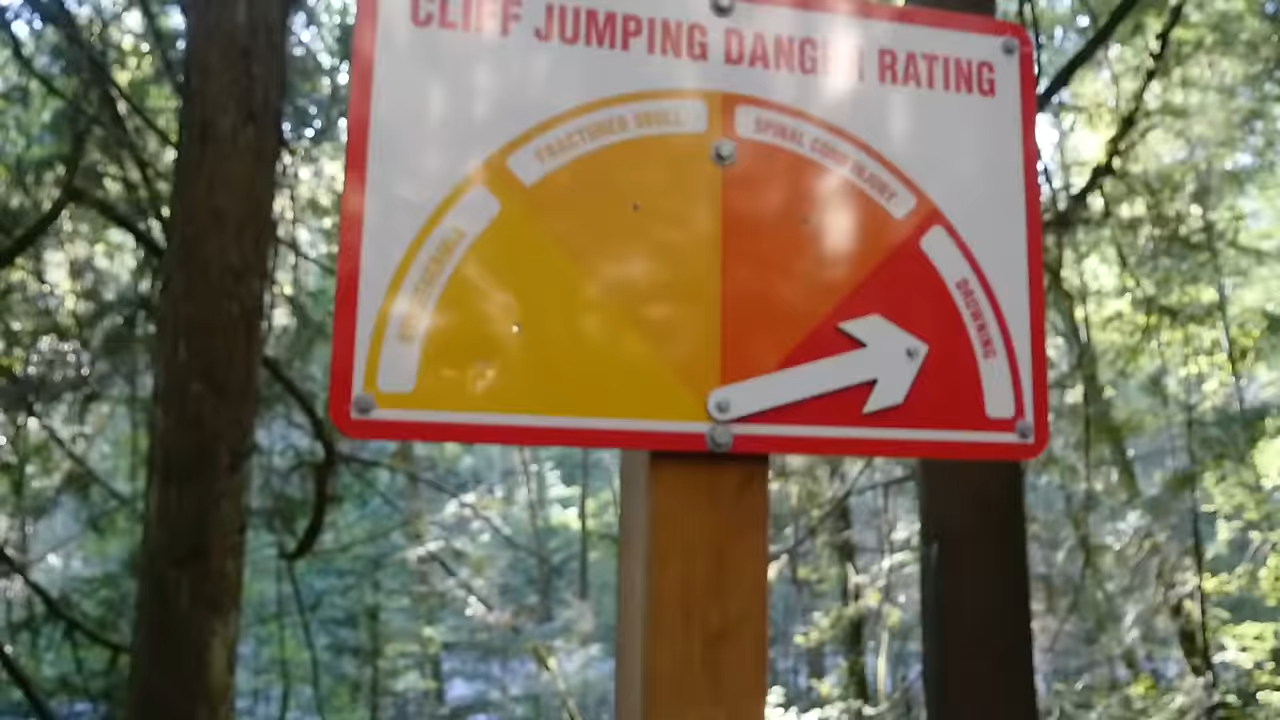 CLIFF JUMPING DANGER RATING
FRACTURED SKULL
SPINAL CORD INJURY
DROWNING